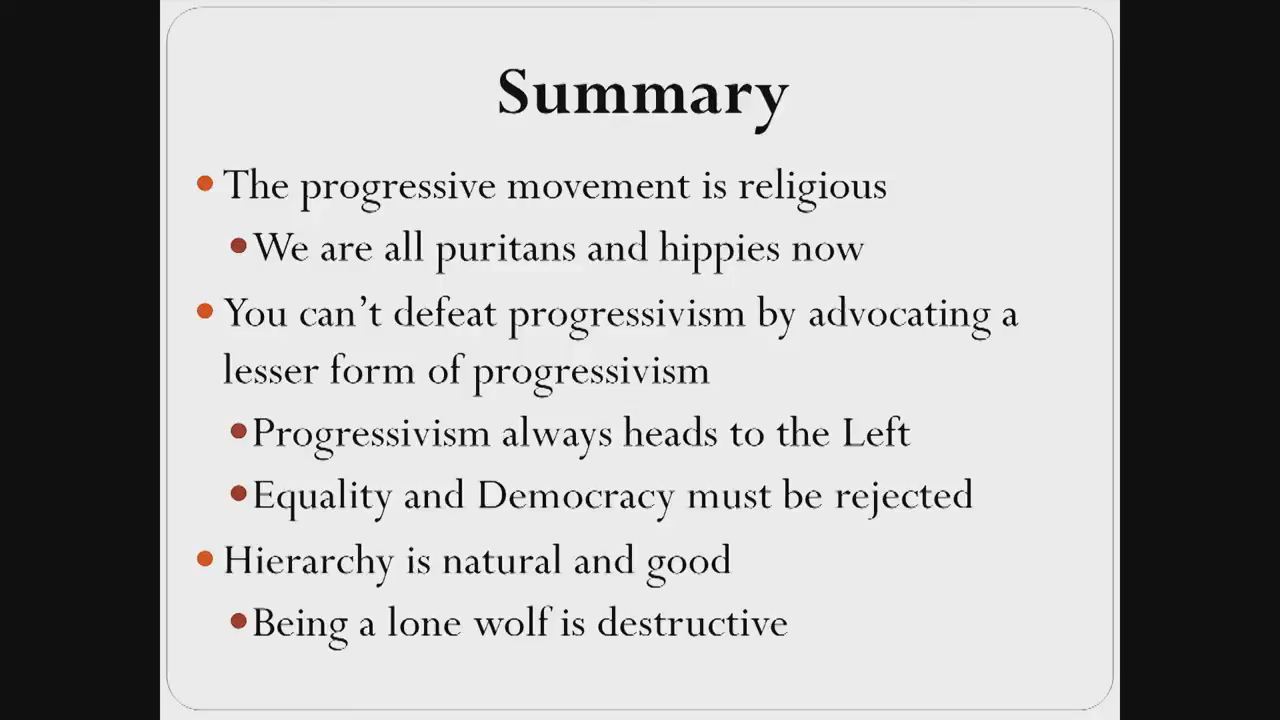 Summary
• The progressive movement is religious
• We are all puritans and hippies now
• You can't defeat progressivism by advocating a
lesser form of progressivism
• Progressivism always heads to the Left
• Equality and Democracy must be rejected
• Hierarchy is natural and good
• Being a lone wolf is destructive